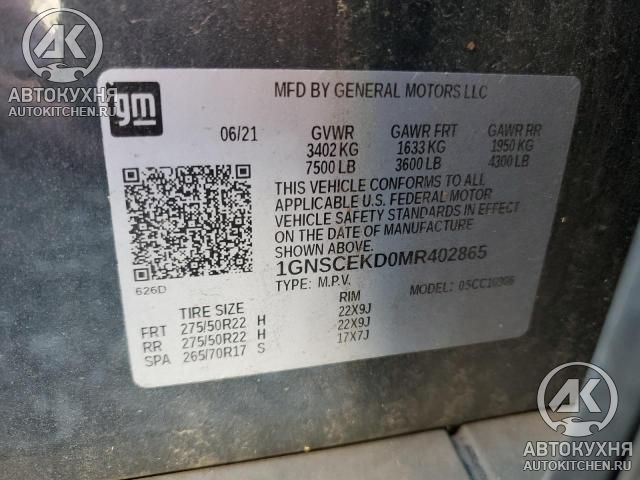 AK
АВТОКУХНЯ
AUTOKITCHEN.RU
gm
MFD BY GENERAL MOTORS LLC
06/21 GVWR GAWR FRT GAWR RR
3402 KG 1633 KG 1950 KG
7500 LB 3600 LB 4300 LB
THIS VEHICLE CONFORMS TO ALL
APPLICABLE U.S. FEDERAL MOTOR
VEHICLE SAFETY STANDARDS IN EFFECT
ON THE DATE OF MANUFACTURE SHOWN ABOVE.
1GNSCEKD0MR402865
TYPE: M.P.V. MODEL:
626D
TIRE SIZE RIM
FRT 275/50R22 H 22X9J
RR 275/50R22 H 22X9J
SPA 265/70R17 S 17X7J
AK
АВТОКУХНЯ
AUTOKITCHEN.RU